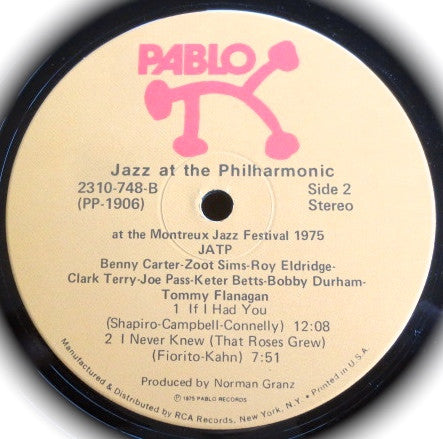 PABLO
Jazz at the Philharmonic
2310-748-B Side 2
(PP-1906) Stereo
at the Montreux Jazz Festival 1975
JATP
Benny Carter-Zoot Sims-Roy Eldridge-
Clark Terry-Joe Pass-Keter Betts-Bobby Durham-
Tommy Flanagan
1 If I Had You
(Shapiro-Campbell-Connelly) 12:08
2 I Never Knew (That Roses Grew)
(Fiorito-Kahn) 7:51
Produced by Norman Granz
℗ 1975 PABLO RECORDS
Manufactured & Distributed by RCA Records, New York, N.Y. • Printed in U.S.A.